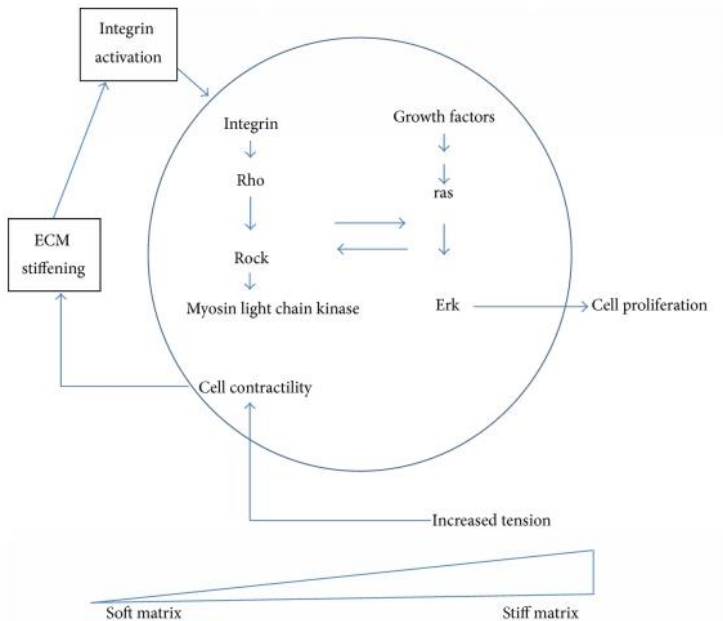 Integrin
activation
Integrin
Growth factors
Rho
ras
ECM
stiffening
Rock
Myosin light chain kinase
Erk
Cell proliferation
Cell contractility
Increased tension
Soft matrix
Stiff matrix